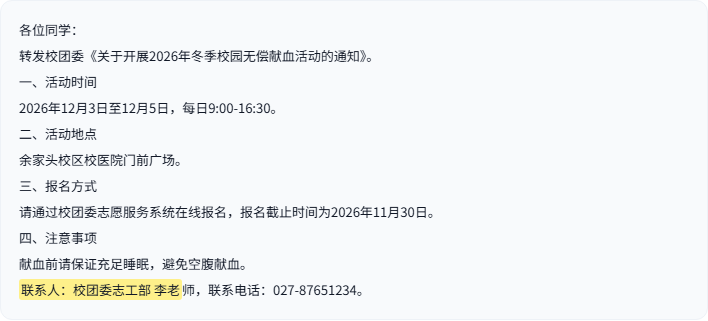 各位同学：
转发校团委《关于开展2026年冬季校园无偿献血活动的通知》。
一、活动时间
2026年12月3日至12月5日，每日9:00-16:30。
二、活动地点
余家头校区校医院门前广场。
三、报名方式
请通过校团委志愿服务系统在线报名，报名截止时间为2026年11月30日。
四、注意事项
献血前请保证充足睡眠，避免空腹献血。
联系人：校团委志工部 李老师，联系电话：027-87651234。